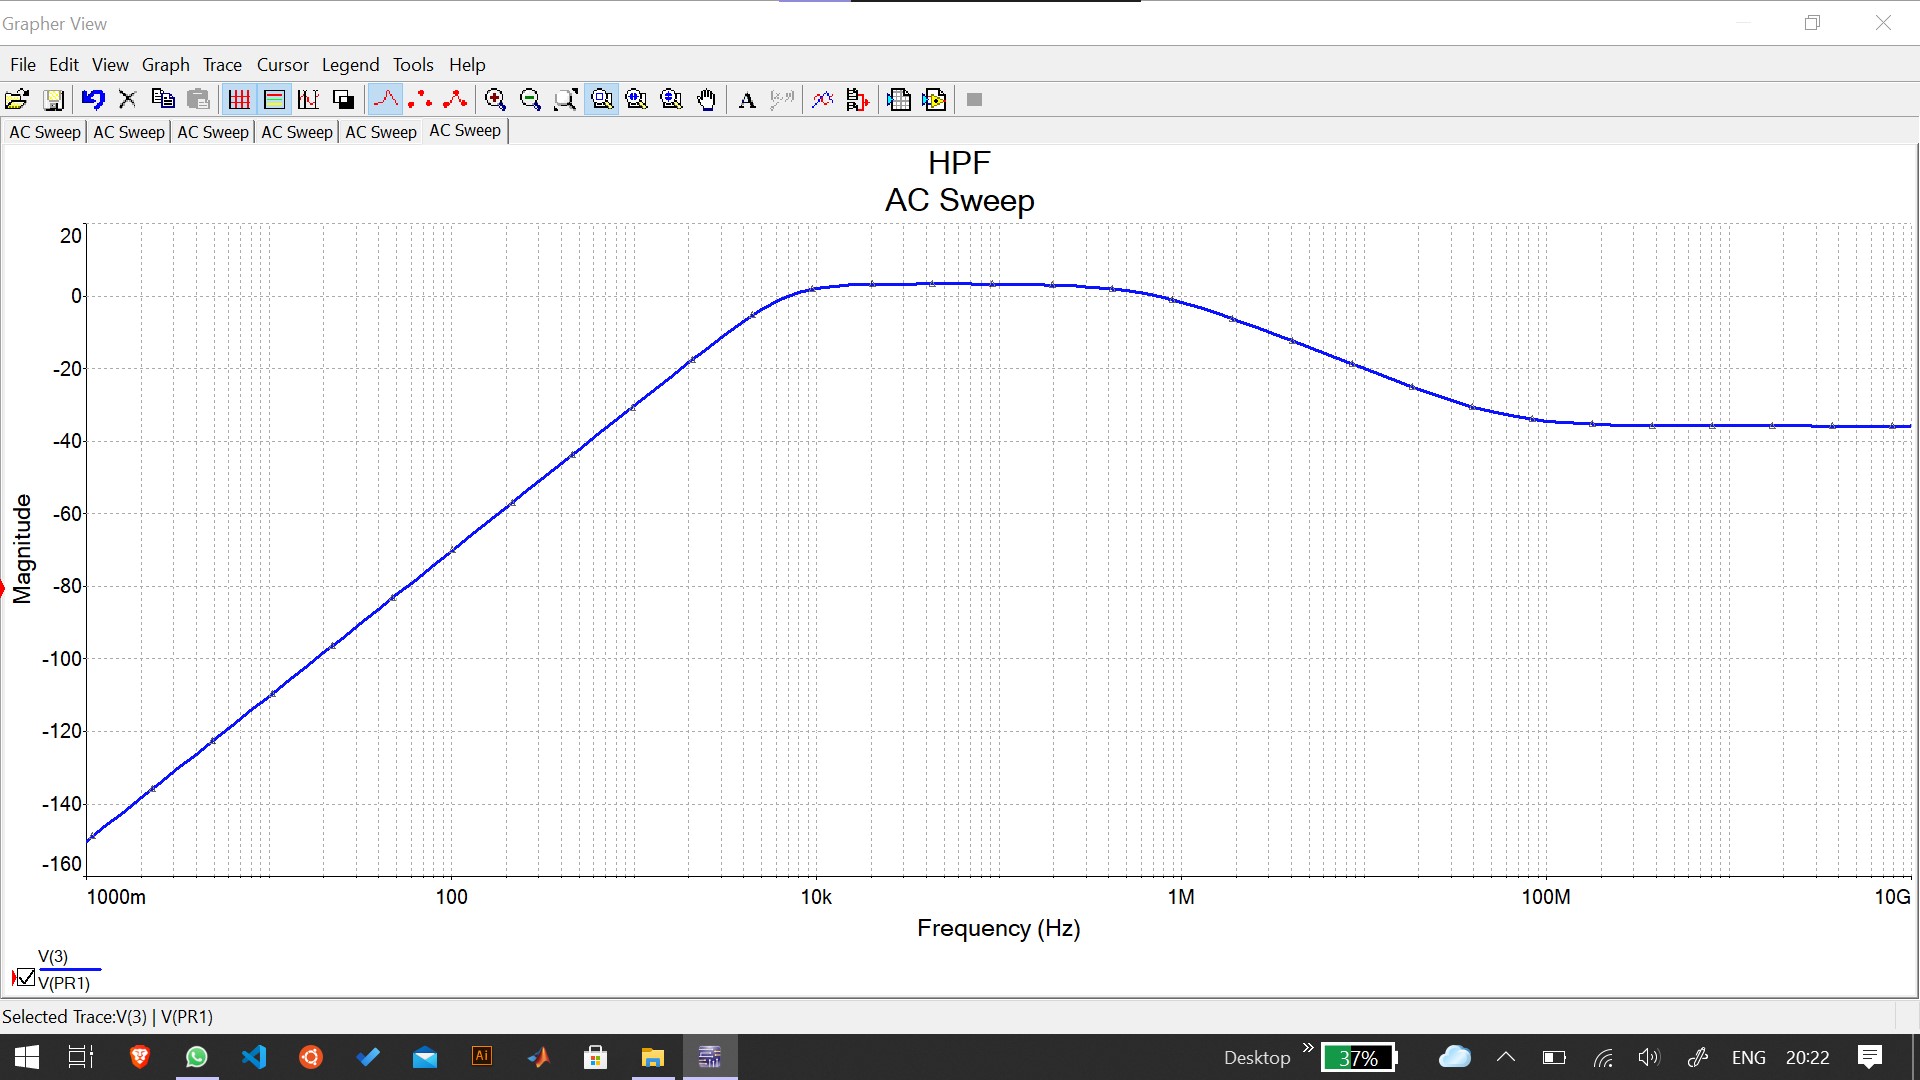 Grapher View
File Edit View Graph Trace Cursor Legend Tools Help
AC Sweep AC Sweep AC Sweep AC Sweep AC Sweep AC Sweep
HPF
AC Sweep
20
0
-20
-40
-60
-80
-100
-120
-140
-160
Magnitude
1000m 100 10k 1M 100M 10G
Frequency (Hz)
V(3)
V(PR1)
Selected Trace:V(3) | V(PR1)
Ai Desktop 37% ENG 20:22